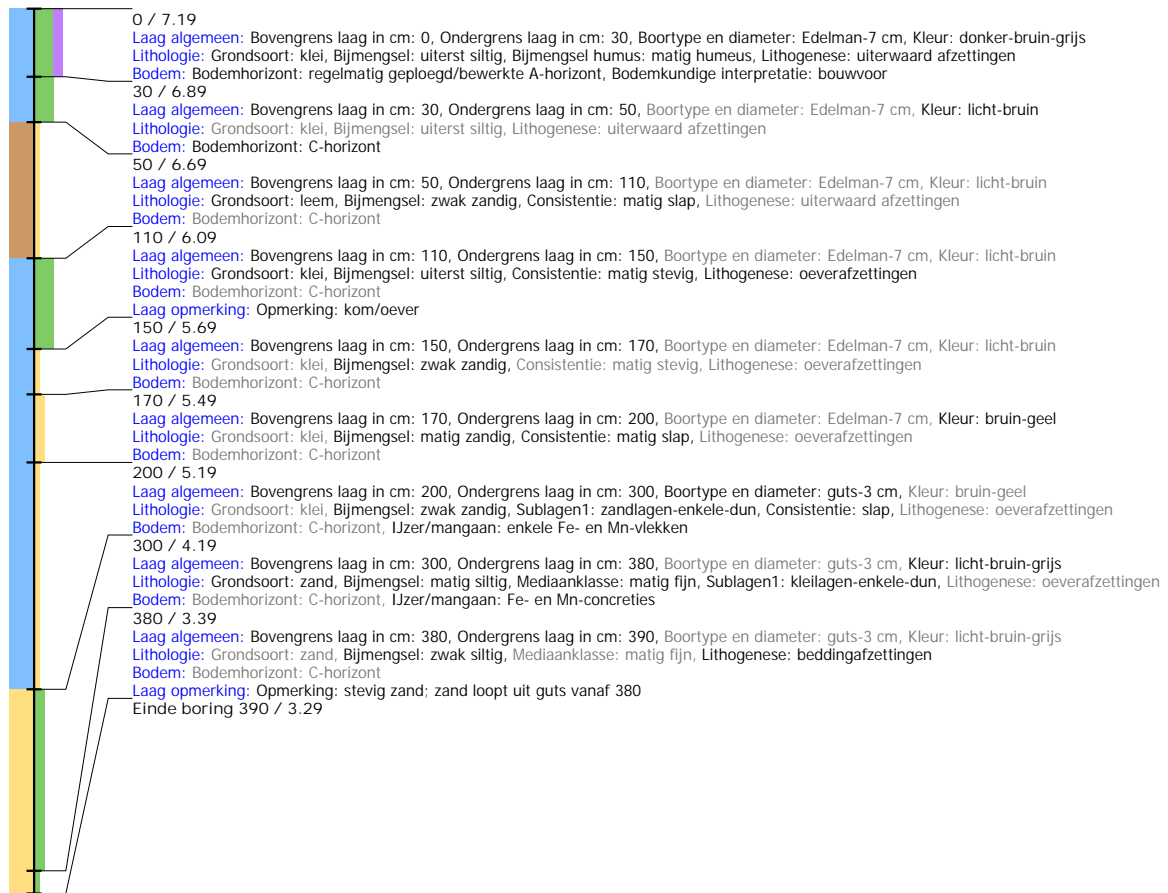 0 / 7.19
Laag algemeen: Bovengrens laag in cm: 0, Ondergrens laag in cm: 30, Boortype en diameter: Edelman-7 cm, Kleur: donker-bruin-grijs
Lithologie: Grondsoort: klei, Bijmengsel: uiterst siltig, Bijmengsel humus: matig humeus, Lithogenese: uiterwaard afzettingen
Bodem: Bodemhorizont: regelmatig geploegd/bewerkte A-horizont, Bodemkundige interpretatie: bouwvoor
30 / 6.89
Laag algemeen: Bovengrens laag in cm: 30, Ondergrens laag in cm: 50, Boortype en diameter: Edelman-7 cm, Kleur: licht-bruin
Lithologie: Grondsoort: klei, Bijmengsel: uiterst siltig, Lithogenese: uiterwaard afzettingen
Bodem: Bodemhorizont: C-horizont
50 / 6.69
Laag algemeen: Bovengrens laag in cm: 50, Ondergrens laag in cm: 110, Boortype en diameter: Edelman-7 cm, Kleur: licht-bruin
Lithologie: Grondsoort: leem, Bijmengsel: zwak zandig, Consistentie: matig slap, Lithogenese: uiterwaard afzettingen
Bodem: Bodemhorizont: C-horizont
110 / 6.09
Laag algemeen: Bovengrens laag in cm: 110, Ondergrens laag in cm: 150, Boortype en diameter: Edelman-7 cm, Kleur: licht-bruin
Lithologie: Grondsoort: klei, Bijmengsel: uiterst siltig, Consistentie: matig stevig, Lithogenese: oeverafzettingen
Bodem: Bodemhorizont: C-horizont
Laag opmerking: Opmerking: kom/oever
150 / 5.69
Laag algemeen: Bovengrens laag in cm: 150, Ondergrens laag in cm: 170, Boortype en diameter: Edelman-7 cm, Kleur: licht-bruin
Lithologie: Grondsoort: klei, Bijmengsel: zwak zandig, Consistentie: matig stevig, Lithogenese: oeverafzettingen
Bodem: Bodemhorizont: C-horizont
170 / 5.49
Laag algemeen: Bovengrens laag in cm: 170, Ondergrens laag in cm: 200, Boortype en diameter: Edelman-7 cm, Kleur: bruin-geel
Lithologie: Grondsoort: klei, Bijmengsel: matig zandig, Consistentie: matig slap, Lithogenese: oeverafzettingen
Bodem: Bodemhorizont: C-horizont
200 / 5.19
Laag algemeen: Bovengrens laag in cm: 200, Ondergrens laag in cm: 300, Boortype en diameter: guts-3 cm, Kleur: bruin-geel
Lithologie: Grondsoort: klei, Bijmengsel: zwak zandig, Sublagen1: zandlagen-enkele-dun, Consistentie: slap, Lithogenese: oeverafzettingen
Bodem: Bodemhorizont: C-horizont, IJzer/mangaan: enkele Fe- en Mn-vlekken
300 / 4.19
Laag algemeen: Bovengrens laag in cm: 300, Ondergrens laag in cm: 380, Boortype en diameter: guts-3 cm, Kleur: licht-bruin-grijs
Lithologie: Grondsoort: zand, Bijmengsel: matig siltig, Mediaanklasse: matig fijn, Sublagen1: kleilagen-enkele-dun, Lithogenese: oeverafzettingen
Bodem: Bodemhorizont: C-horizont, IJzer/mangaan: Fe- en Mn-concreties
380 / 3.39
Laag algemeen: Bovengrens laag in cm: 380, Ondergrens laag in cm: 390, Boortype en diameter: guts-3 cm, Kleur: licht-bruin-grijs
Lithologie: Grondsoort: zand, Bijmengsel: zwak siltig, Mediaanklasse: matig fijn, Lithogenese: beddingafzettingen
Bodem: Bodemhorizont: C-horizont
Laag opmerking: Opmerking: stevig zand; zand loopt uit guts vanaf 380
Einde boring 390 / 3.29